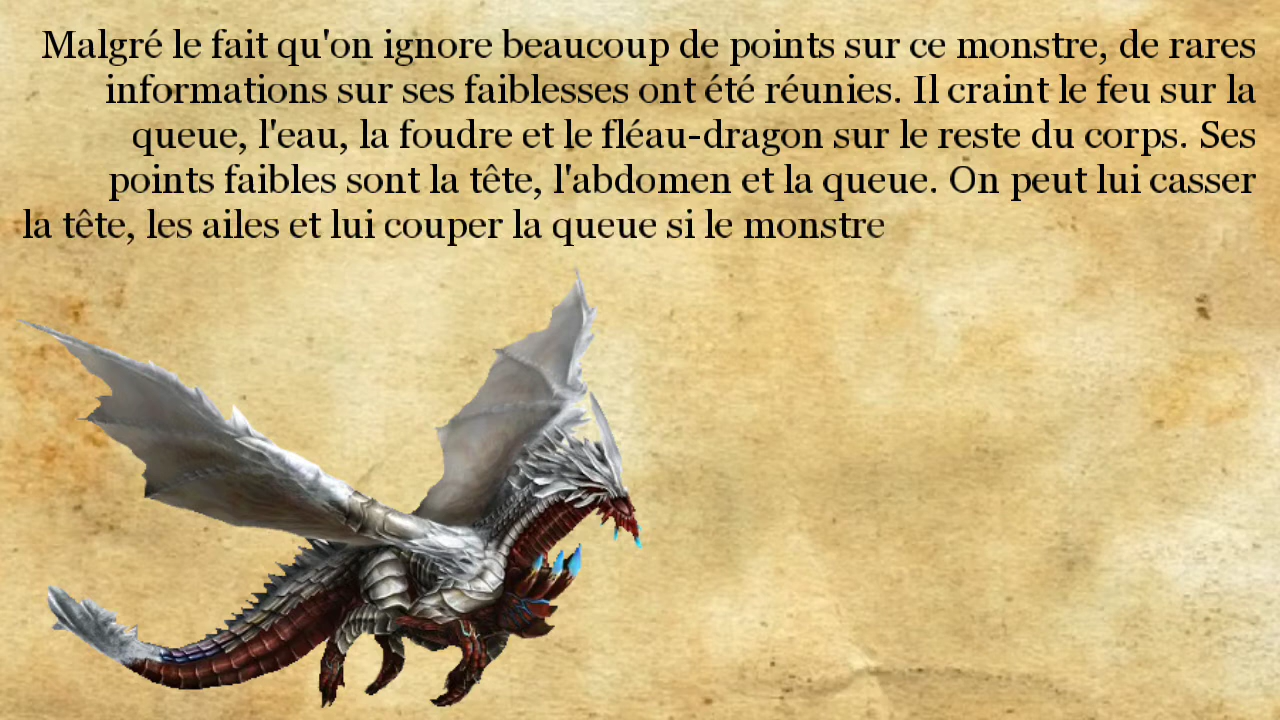 Malgré le fait qu'on ignore beaucoup de points sur ce monstre, de rares
informations sur ses faiblesses ont été réunies. Il craint le feu sur la
queue, l'eau, la foudre et le fléau-dragon sur le reste du corps. Ses
points faibles sont la tête, l'abdomen et la queue. On peut lui casser
la tête, les ailes et lui couper la queue si le monstre